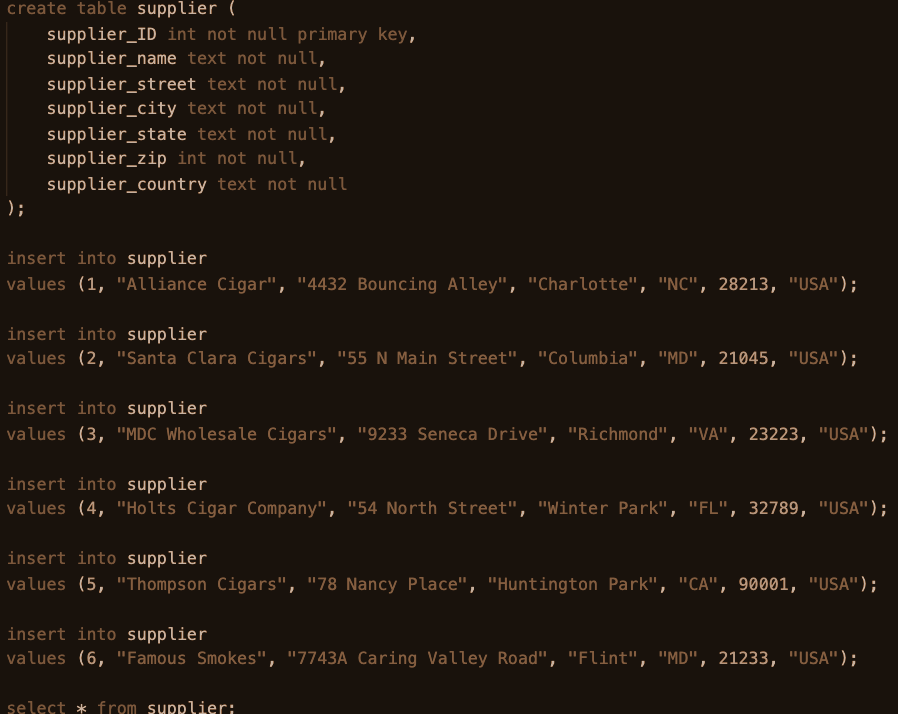 create table supplier (
    supplier_ID int not null primary key,
    supplier_name text not null,
    supplier_street text not null,
    supplier_city text not null,
    supplier_state text not null,
    supplier_zip int not null,
    supplier_country text not null
);
insert into supplier
values (1, "Alliance Cigar", "4432 Bouncing Alley", "Charlotte", "NC", 28213, "USA");
insert into supplier
values (2, "Santa Clara Cigars", "55 N Main Street", "Columbia", "MD", 21045, "USA");
insert into supplier
values (3, "MDC Wholesale Cigars", "9233 Seneca Drive", "Richmond", "VA", 23223, "USA");
insert into supplier
values (4, "Holts Cigar Company", "54 North Street", "Winter Park", "FL", 32789, "USA");
insert into supplier
values (5, "Thompson Cigars", "78 Nancy Place", "Huntington Park", "CA", 90001, "USA");
insert into supplier
values (6, "Famous Smokes", "7743A Caring Valley Road", "Flint", "MD", 21233, "USA");
select * from supplier;